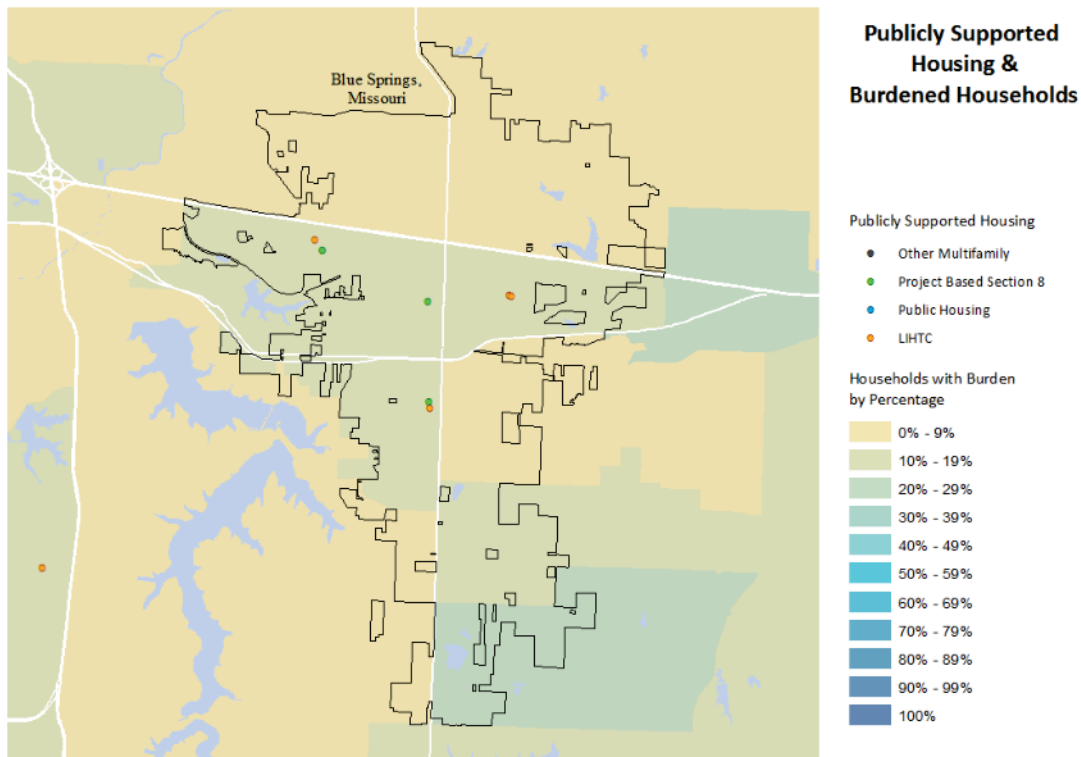 Publicly Supported
Housing &
Burdened Households
Blue Springs,
Missouri
Publicly Supported Housing
Other Multifamily
Project Based Section 8
Public Housing
LIHTC
Households with Burden
by Percentage
0% - 9%
10% - 19%
20% - 29%
30% - 39%
40% - 49%
50% - 59%
60% - 69%
70% - 79%
80% - 89%
90% - 99%
100%